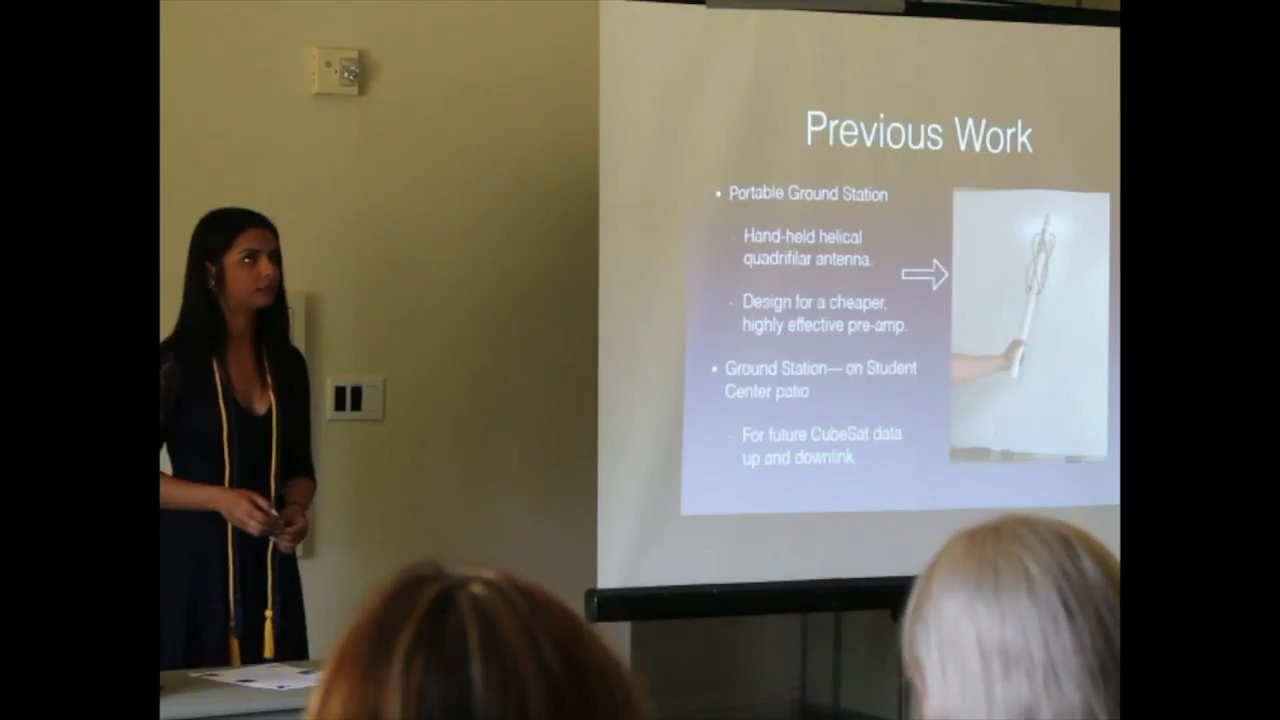 Previous Work
• Portable Ground Station
- Hand-held helical
quadrifilar antenna.
- Design for a cheaper,
highly effective pre-amp.
• Ground Station— on Student
Center patio
- For future CubeSat data
up and downlink.